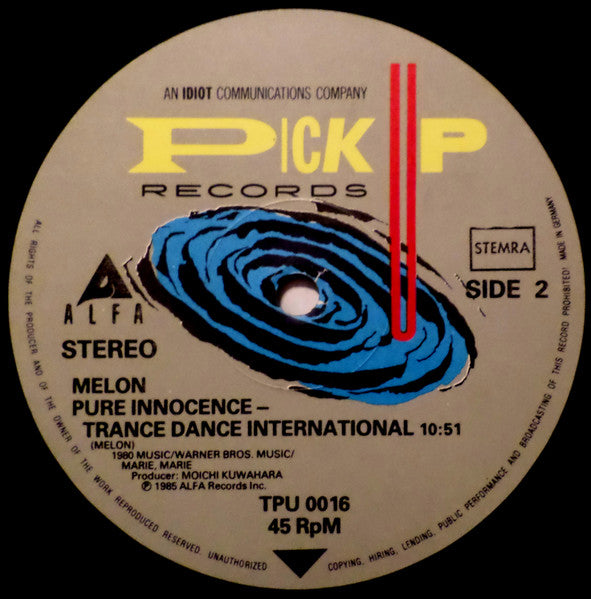 AN IDIOT COMMUNICATIONS COMPANY
PICK UP
RECORDS
STEMRA
SIDE 2
ALFA
STEREO
MELON
PURE INNOCENCE –
TRANCE DANCE INTERNATIONAL 10:51
(MELON)
1980 MUSIC/WARNER BROS. MUSIC/
MARIE, MARIE
Producer: MOICHI KUWAHARA
℗ 1985 ALFA Records Inc.
TPU 0016
45 RpM
ALL RIGHTS OF THE PRODUCER AND OF THE OWNER OF THE WORK REPRODUCED RESERVED. UNAUTHORIZED COPYING, HIRING, LENDING, PUBLIC PERFORMANCE AND BROADCASTING OF THIS RECORD PROHIBITED! MADE IN GERMANY